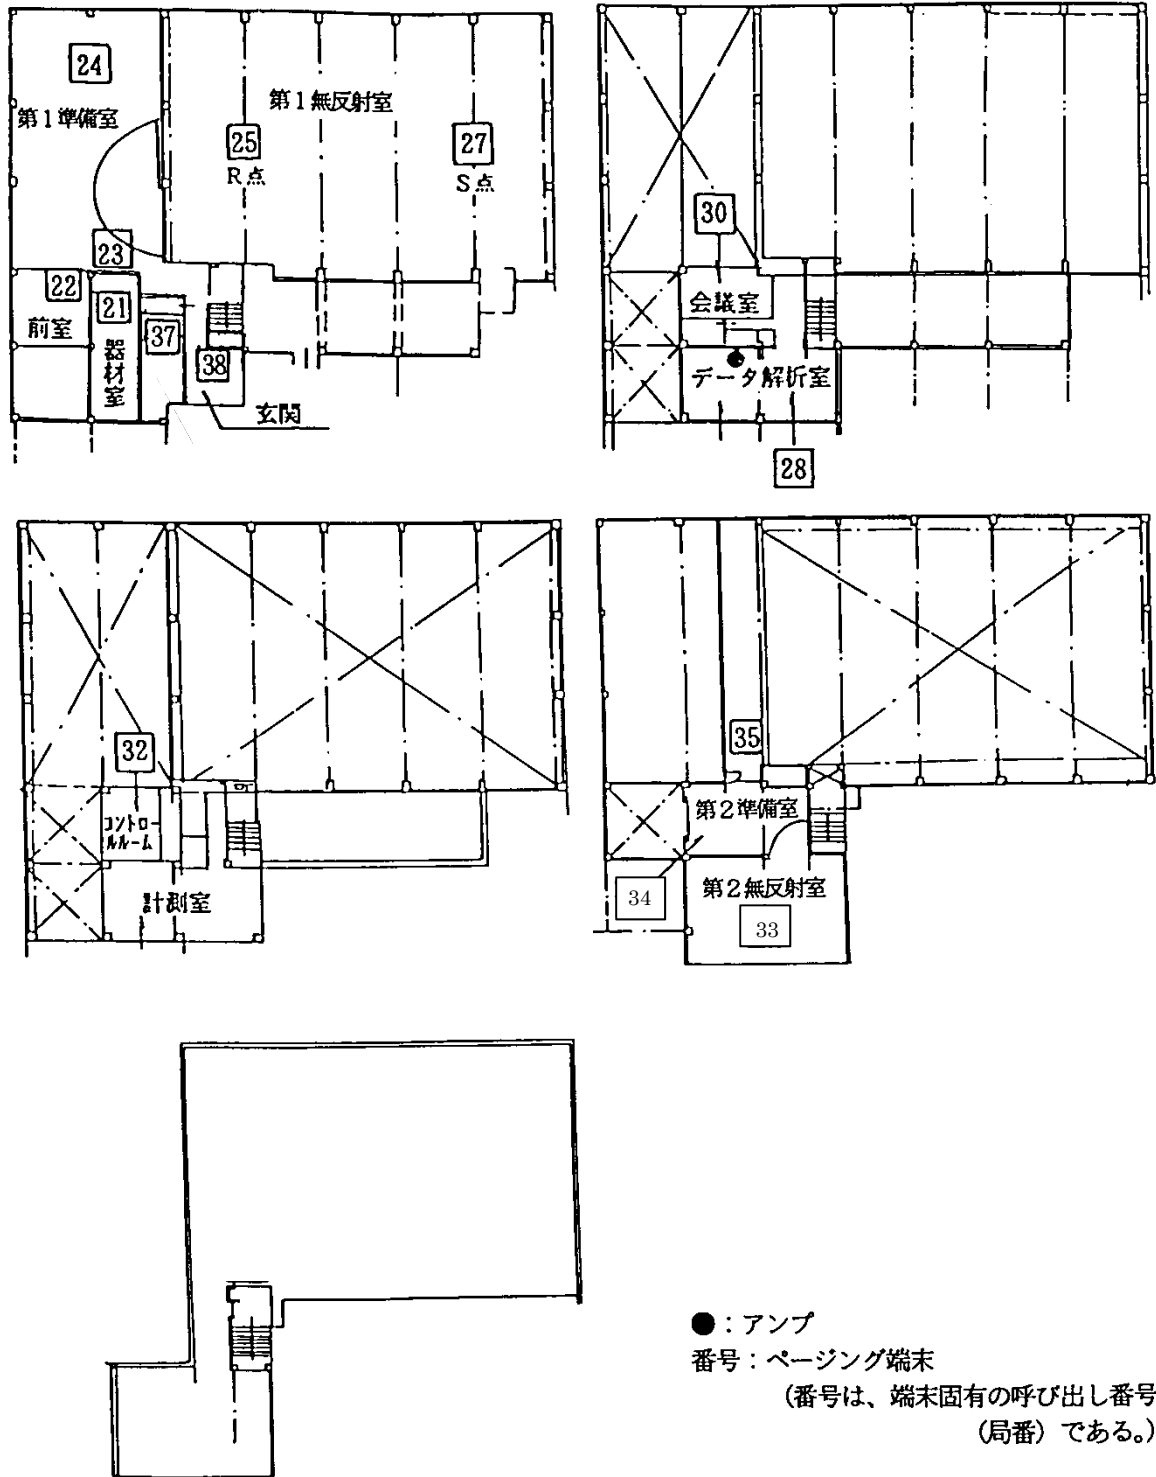 24
第１準備室
第１無反射室
25
R点
27
S点
23
22
前室
21
器材室
37
38
玄関
30
会議室
データ解析室
28
32
コントロー
ルルーム
計測室
35
第２準備室
34
第２無反射室
33
●：アンプ
番号：ページング端末
(番号は、端末固有の呼び出し番号
(局番）である。)